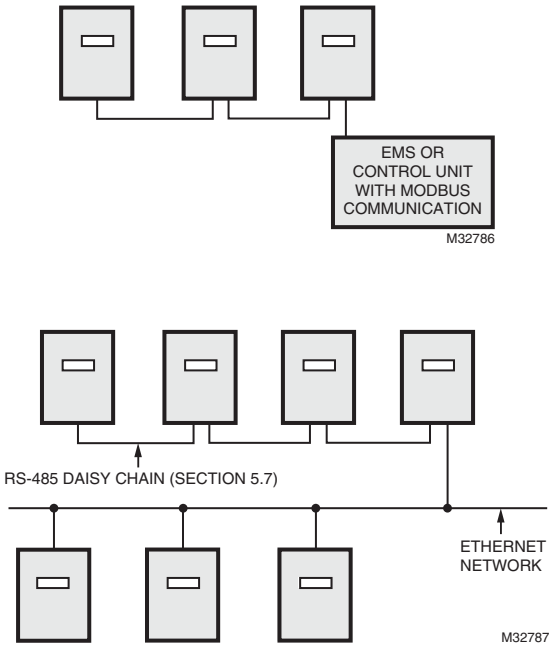 EMS OR
CONTROL UNIT
WITH MODBUS
COMMUNICATION
M32786
RS-485 DAISY CHAIN (SECTION 5.7)
ETHERNET
NETWORK
M32787